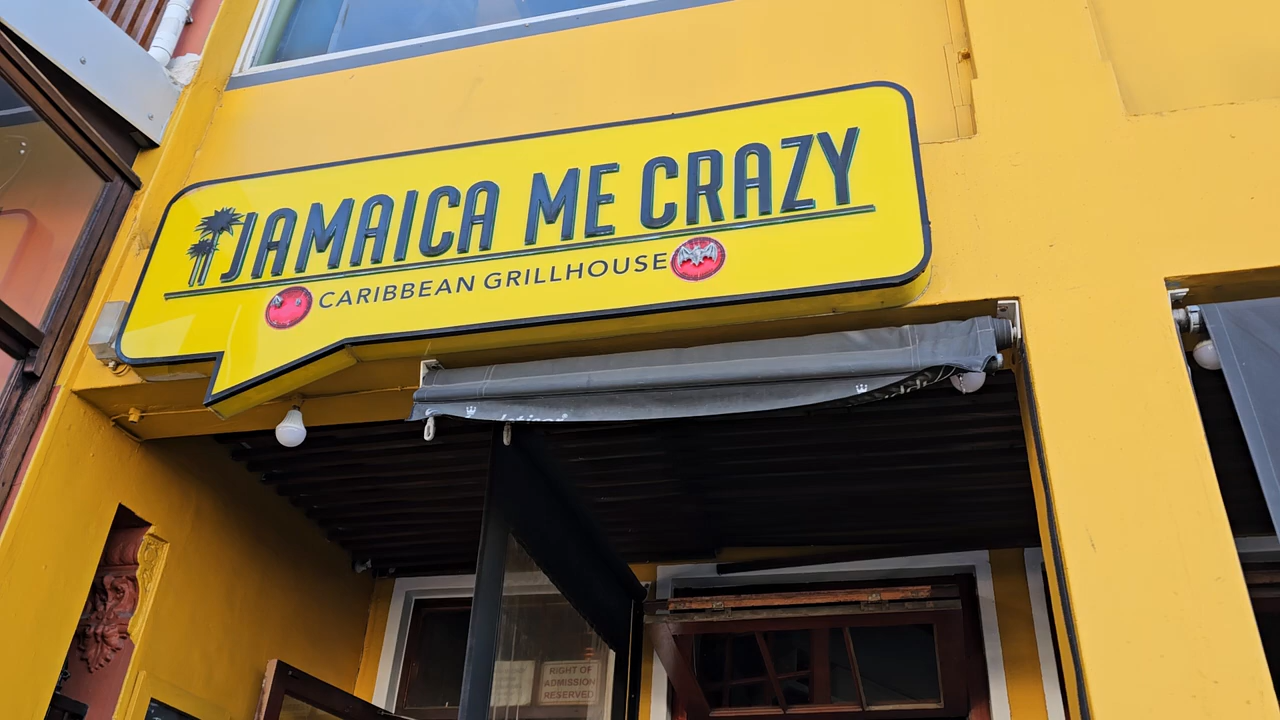 JAMAICA ME CRAZY
CARIBBEAN GRILLHOUSE
RIGHT OF
ADMISSION
RESERVED